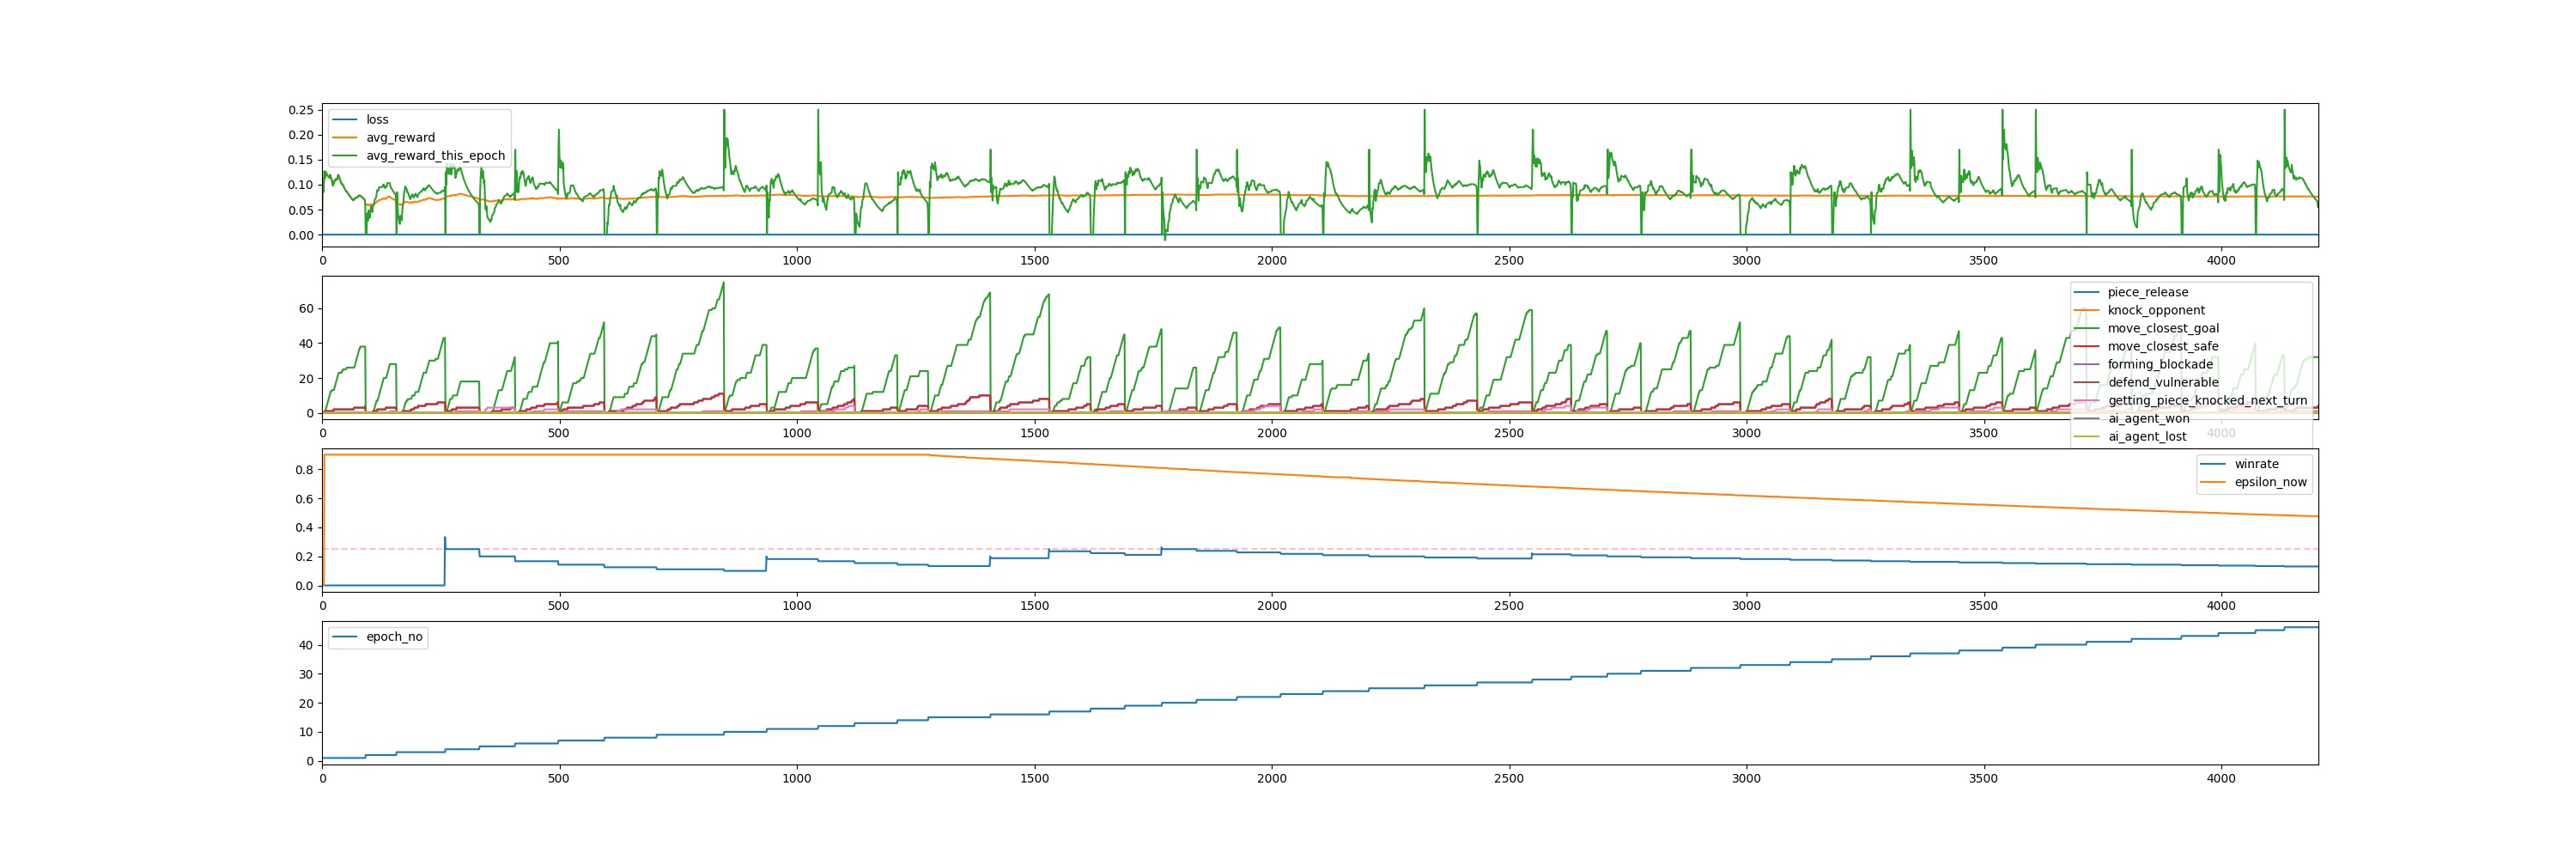 0.25
0.20
0.15
0.10
0.05
0.00
loss
avg_reward
avg_reward_this_epoch
0 500 1000 1500 2000 2500 3000 3500 4000
60
40
20
0
piece_release
knock_opponent
move_closest_goal
move_closest_safe
forming_blockade
defend_vulnerable
getting_piece_knocked_next_turn
ai_agent_won
ai_agent_lost
0 500 1000 1500 2000 2500 3000 3500 4000
0.8
0.6
0.4
0.2
0.0
winrate
epsilon_now
0 500 1000 1500 2000 2500 3000 3500 4000
40
30
20
10
0
epoch_no
0 500 1000 1500 2000 2500 3000 3500 4000